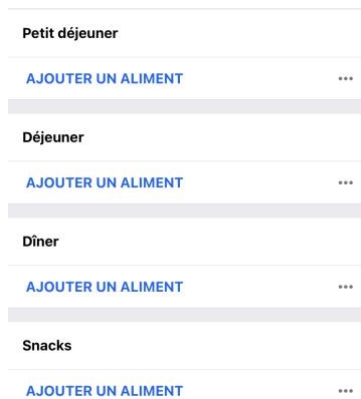 Petit déjeuner
AJOUTER UN ALIMENT
Déjeuner
AJOUTER UN ALIMENT
Dîner
AJOUTER UN ALIMENT
Snacks
AJOUTER UN ALIMENT